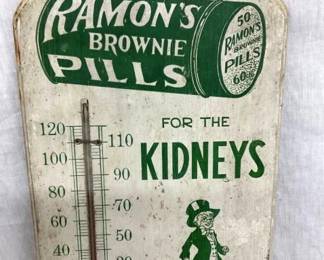 RAMON'S
BROWNIE
PILLS
50
RAMON'S
BROWNIE
PILLS
60¢
FOR THE
KIDNEYS
120
110
100
90
80
70
60
50
40